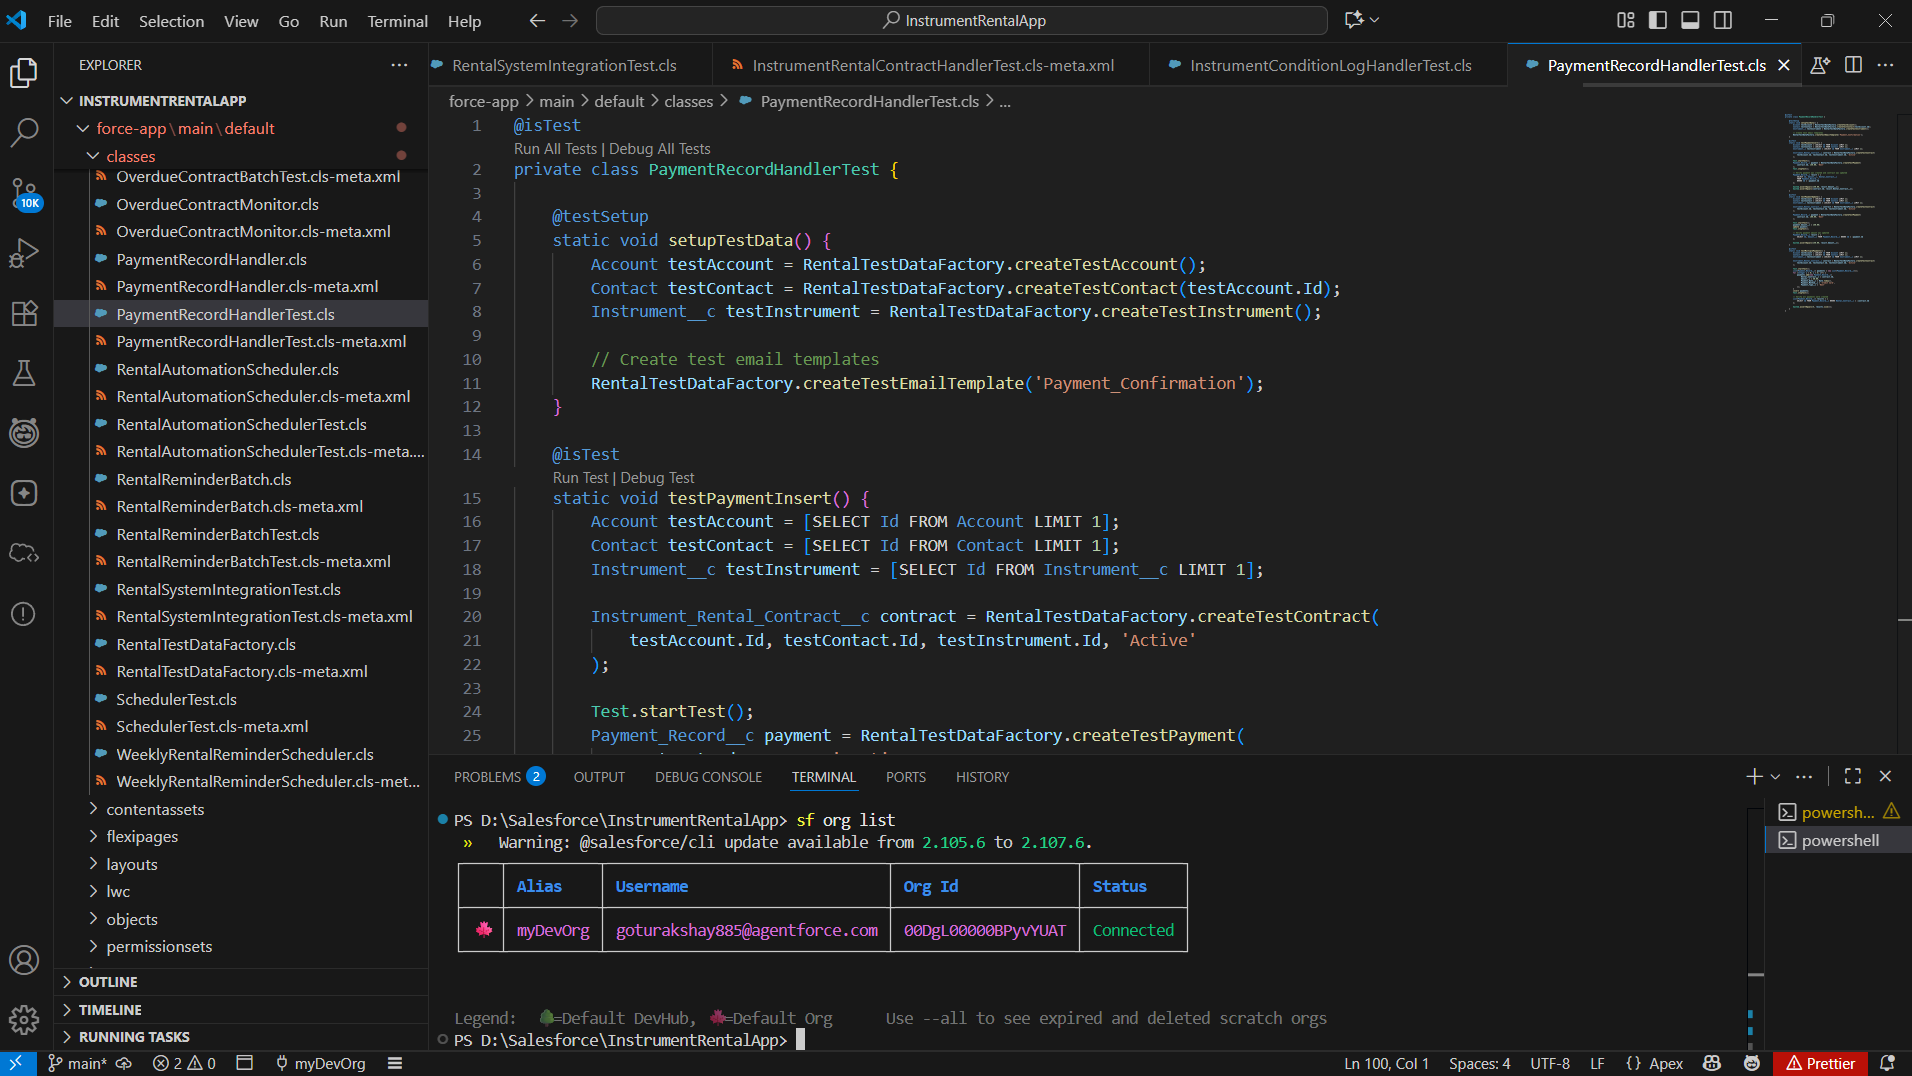 File Edit Selection View Go Run Terminal Help
InstrumentRentalApp
EXPLORER
INSTRUMENTRENTALAPP
force-app\main\default
classes
OverdueContractBatchTest.cls-meta.xml
OverdueContractMonitor.cls
OverdueContractMonitor.cls-meta.xml
PaymentRecordHandler.cls
PaymentRecordHandler.cls-meta.xml
PaymentRecordHandlerTest.cls
PaymentRecordHandlerTest.cls-meta.xml
RentalAutomationScheduler.cls
RentalAutomationScheduler.cls-meta.xml
RentalAutomationSchedulerTest.cls
RentalAutomationSchedulerTest.cls-meta....
RentalReminderBatch.cls
RentalReminderBatch.cls-meta.xml
RentalReminderBatchTest.cls
RentalReminderBatchTest.cls-meta.xml
RentalSystemIntegrationTest.cls
RentalSystemIntegrationTest.cls-meta.xml
RentalTestDataFactory.cls
RentalTestDataFactory.cls-meta.xml
SchedulerTest.cls
SchedulerTest.cls-meta.xml
WeeklyRentalReminderScheduler.cls
WeeklyRentalReminderScheduler.cls-met...
contentassets
flexipages
layouts
lwc
objects
permissionsets
OUTLINE
TIMELINE
RUNNING TASKS
10K
RentalSystemIntegrationTest.cls
InstrumentRentalContractHandlerTest.cls-meta.xml
InstrumentConditionLogHandlerTest.cls
PaymentRecordHandlerTest.cls
force-app > main > default > classes > PaymentRecordHandlerTest.cls > ...
1 @isTest
Run All Tests | Debug All Tests
2 private class PaymentRecordHandlerTest {
3
4 @testSetup
5 static void setupTestData() {
6 Account testAccount = RentalTestDataFactory.createTestAccount();
7 Contact testContact = RentalTestDataFactory.createTestContact(testAccount.Id);
8 Instrument__c testInstrument = RentalTestDataFactory.createTestInstrument();
9
10 // Create test email templates
11 RentalTestDataFactory.createTestEmailTemplate('Payment_Confirmation');
12 }
13
14 @isTest
Run Test | Debug Test
15 static void testPaymentInsert() {
16 Account testAccount = [SELECT Id FROM Account LIMIT 1];
17 Contact testContact = [SELECT Id FROM Contact LIMIT 1];
18 Instrument__c testInstrument = [SELECT Id FROM Instrument__c LIMIT 1];
19
20 Instrument_Rental_Contract__c contract = RentalTestDataFactory.createTestContract(
21 testAccount.Id, testContact.Id, testInstrument.Id, 'Active'
22 );
23
24 Test.startTest();
25 Payment_Record__c payment = RentalTestDataFactory.createTestPayment(
PROBLEMS 2 OUTPUT DEBUG CONSOLE TERMINAL PORTS HISTORY
PS D:\Salesforce\InstrumentRentalApp> sf org list
» Warning: @salesforce/cli update available from 2.105.6 to 2.107.6.
Alias Username Org Id Status
myDevOrg goturakshay885@agentforce.com 00DgL00000BPyvYUAT Connected
Legend: =Default DevHub, =Default Org Use --all to see expired and deleted scratch orgs
PS D:\Salesforce\InstrumentRentalApp>
powersh...
powershell
main* 2 0 myDevOrg
Ln 100, Col 1 Spaces: 4 UTF-8 LF {} Apex Prettier